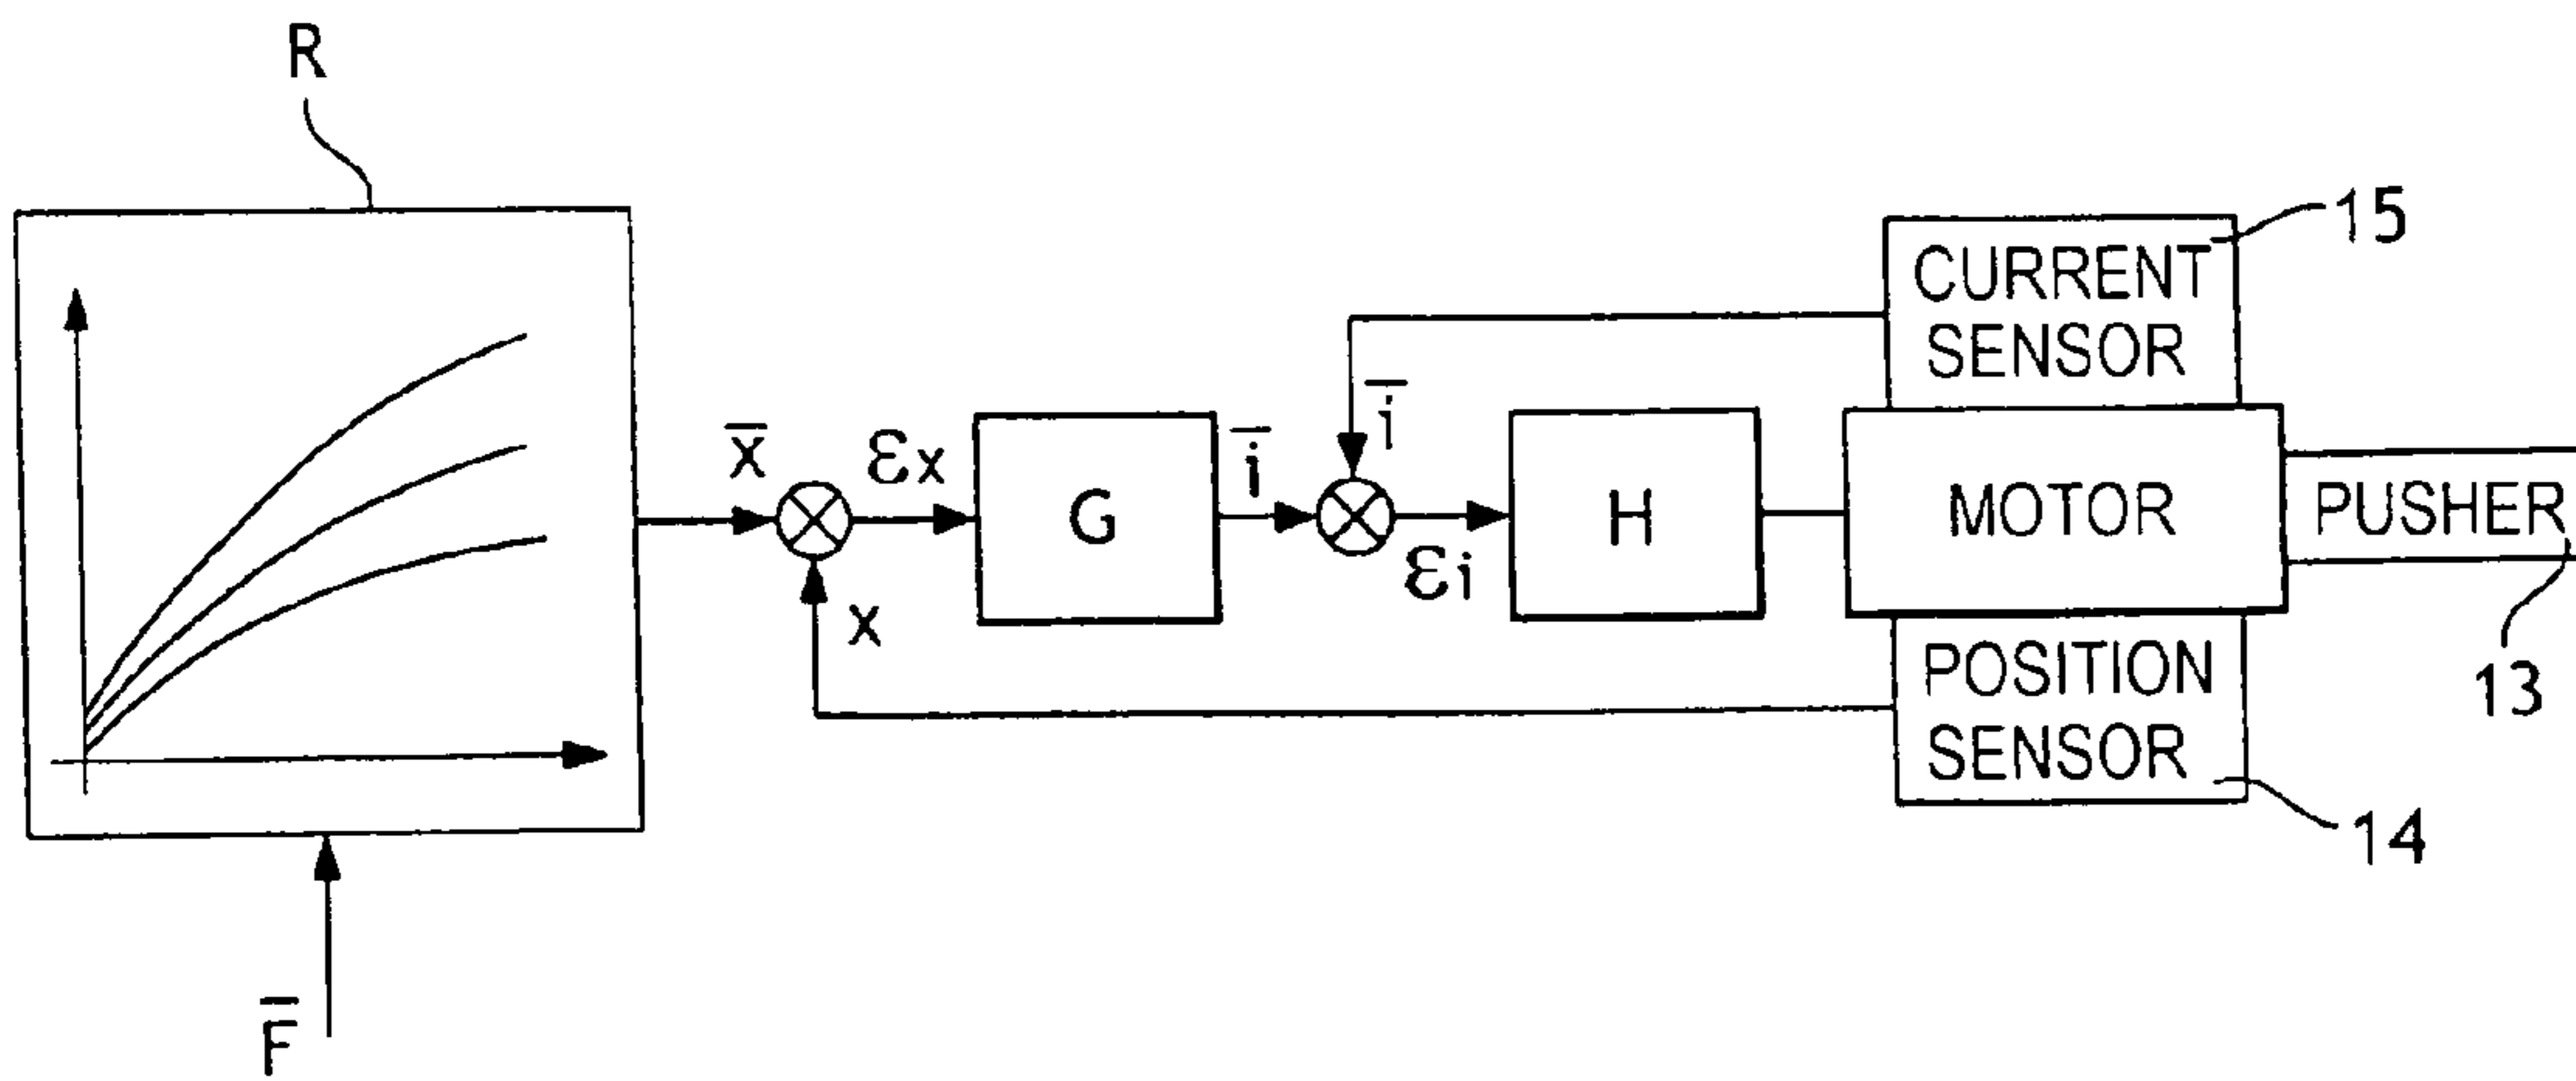 R
15
CURRENT
SENSOR
i̅
x̅
εx
G
i̅
εi
H
MOTOR
PUSHER
x
POSITION
SENSOR
13
14
F̅